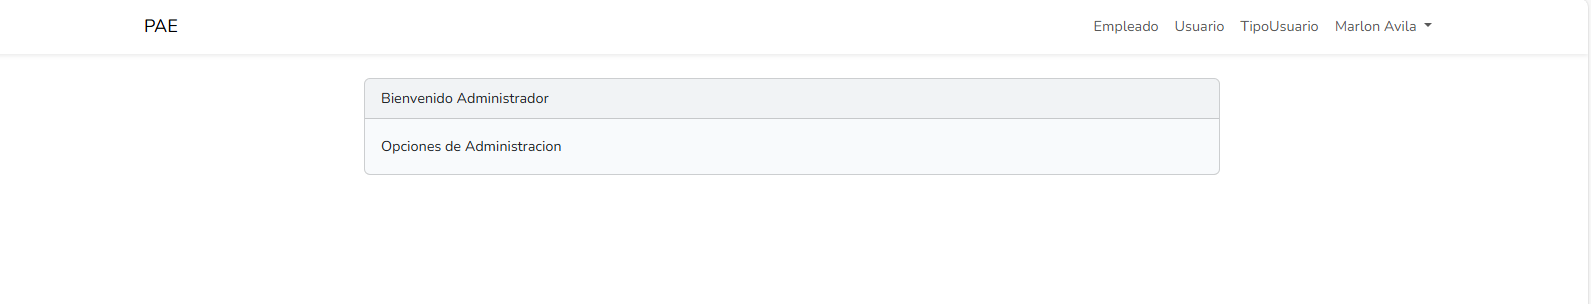 PAE Empleado Usuario TipoUsuario Marlon Avila
Bienvenido Administrador
Opciones de Administracion